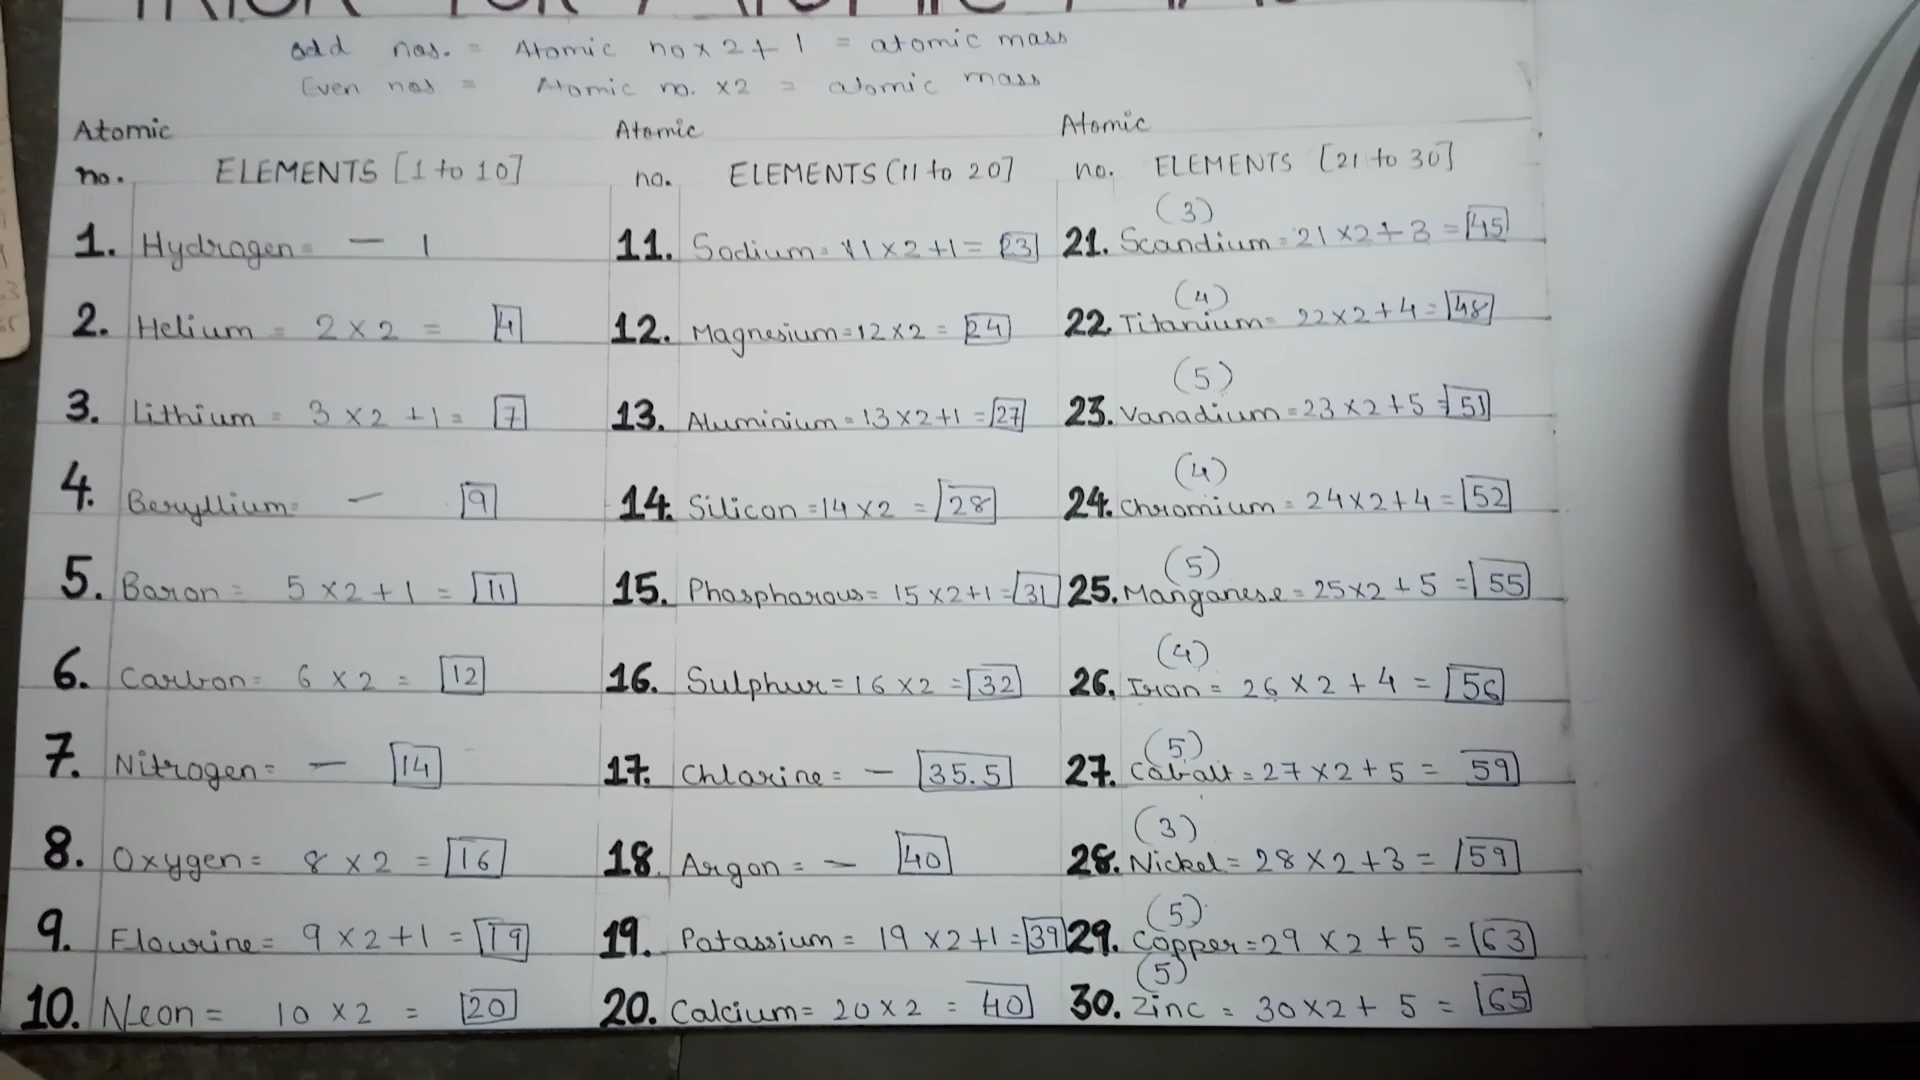 TRICK FOR ATOMIC MASS
odd nos. = Atomic no x 2 + 1 = atomic mass
Even nos = Atomic no. x2 = atomic mass
Atomic
no. ELEMENTS [1 to 10]
1. Hydrogen = — 1
2. Helium = 2 x 2 = 4
3. Lithium = 3 x 2 +1 = 7
4. Beryllium = — 9
5. Boron = 5 x 2 + 1 = 11
6. Carbon = 6 x 2 = 12
7. Nitrogen = — 14
8. Oxygen = 8 x 2 = 16
9. Flourine = 9 x 2 + 1 = 19
10. Neon = 10 x 2 = 20
Atomic
no. ELEMENTS (11 to 20]
11. Sodium = 11 x 2 + 1 = 23
12. Magnesium = 12 x 2 = 24
13. Aluminium = 13 x 2 + 1 = 27
14. Silicon = 14 x 2 = 28
15. Phosphorous = 15 x 2 + 1 = 31
16. Sulphur = 16 x 2 = 32
17. Chlorine = — 35.5
18. Argon = — 40
19. Potassium = 19 x 2 + 1 = 39
20. Calcium = 20 x 2 = 40
Atomic
no. ELEMENTS [21 to 30]
(3)
21. Scandium = 21 x 2 + 3 = 45
(4)
22. Titanium = 22 x 2 + 4 = 48
(5)
23. Vanadium = 23 x 2 + 5 = 51
(4)
24. Chromium = 24 x 2 + 4 = 52
(5)
25. Manganese = 25 x 2 + 5 = 55
(4)
26. Iron = 26 x 2 + 4 = 56
(5)
27. Cobalt = 27 x 2 + 5 = 59
(3)
28. Nickel = 28 x 2 + 3 = 59
(5)
29. Copper = 29 x 2 + 5 = 63
(5)
30. Zinc = 30 x 2 + 5 = 65